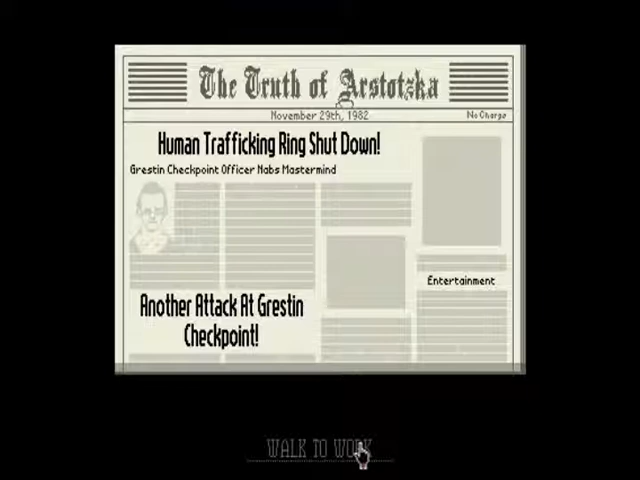 The Truth of Arstotzka
November 29th, 1982
No Charge
Human Trafficking Ring Shut Down!
Grestin Checkpoint Officer Nabs Mastermind
Another Attack At Grestin
Checkpoint!
Entertainment
WALK TO WORK